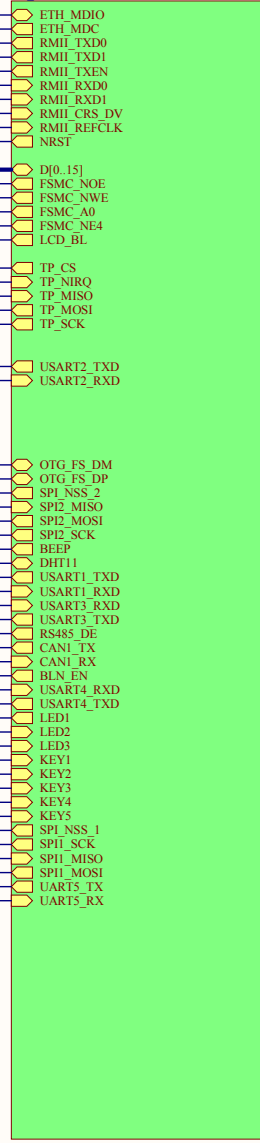 ETH_MDIO
ETH_MDC
RMII_TXD0
RMII_TXD1
RMII_TXEN
RMII_RXD0
RMII_RXD1
RMII_CRS_DV
RMII_REFCLK
NRST
D[0..15]
FSMC_NOE
FSMC_NWE
FSMC_A0
FSMC_NE4
LCD_BL
TP_CS
TP_NIRQ
TP_MISO
TP_MOSI
TP_SCK
USART2_TXD
USART2_RXD
OTG_FS_DM
OTG_FS_DP
SPI_NSS_2
SPI2_MISO
SPI2_MOSI
SPI2_SCK
BEEP
DHT11
USART1_TXD
USART1_RXD
USART3_RXD
USART3_TXD
RS485_DE
CAN1_TX
CAN1_RX
BLN_EN
USART4_RXD
USART4_TXD
LED1
LED2
LED3
KEY1
KEY2
KEY3
KEY4
KEY5
SPI_NSS_1
SPI1_SCK
SPI1_MISO
SPI1_MOSI
UART5_TX
UART5_RX